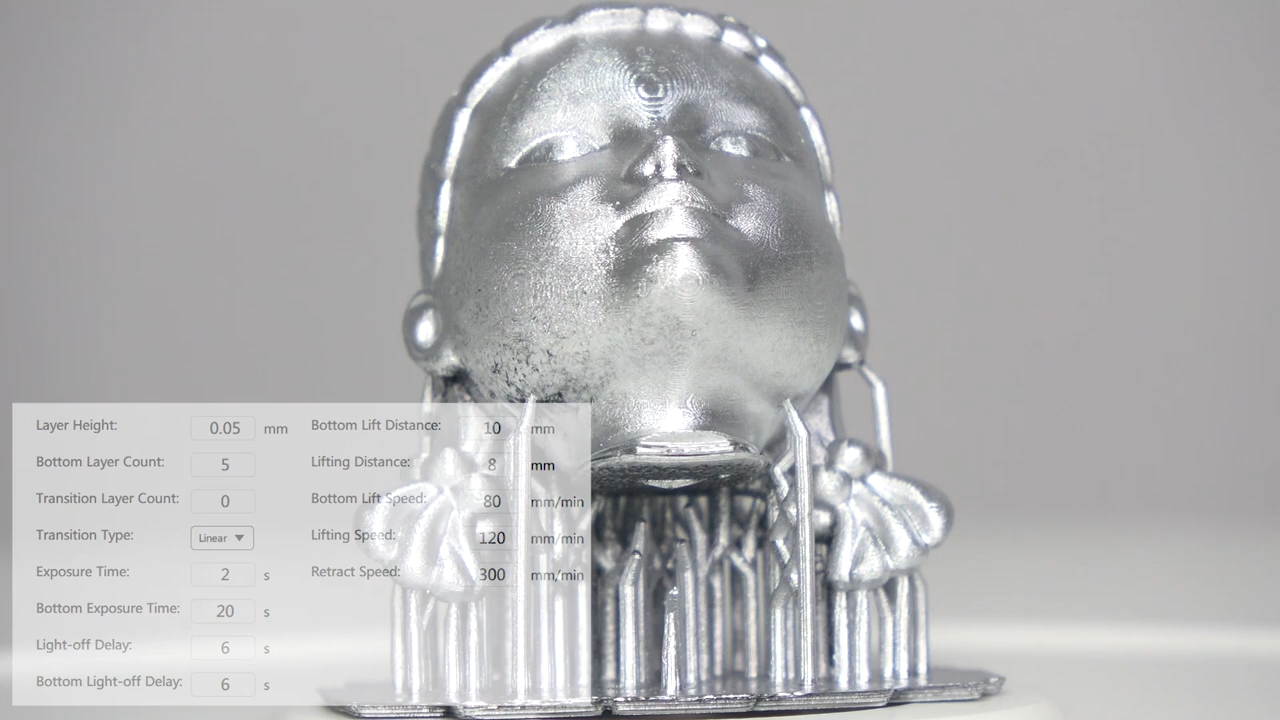 Layer Height: 0.05 mm
Bottom Layer Count: 5
Transition Layer Count: 0
Transition Type: Linear
Exposure Time: 2 s
Bottom Exposure Time: 20 s
Light-off Delay: 6 s
Bottom Light-off Delay: 6 s
Bottom Lift Distance: 10 mm
Lifting Distance: 8 mm
Bottom Lift Speed: 80 mm/min
Lifting Speed: 120 mm/min
Retract Speed: 300 mm/min